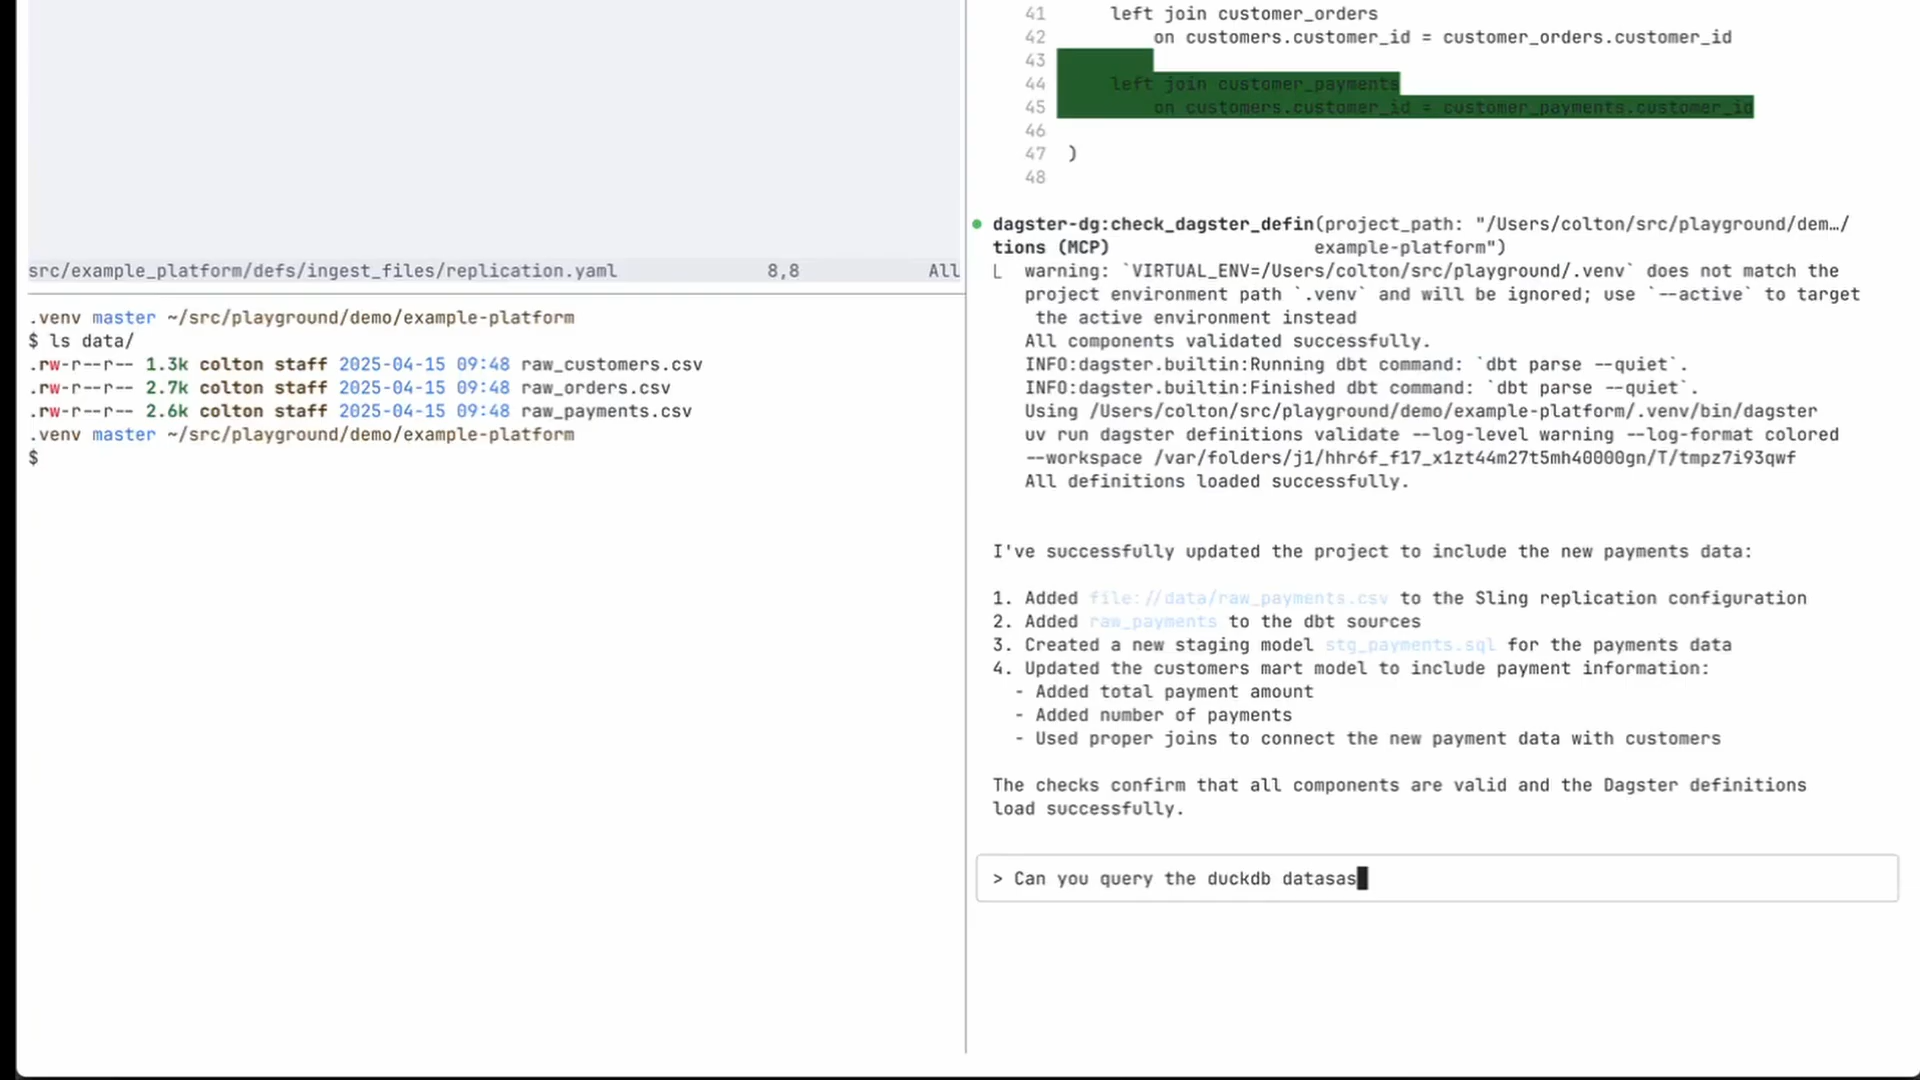 src/example_platform/defs/ingest_files/replication.yaml 8,8 All
.venv master ~/src/playground/demo/example-platform
$ ls data/
.rw-r--r-- 1.3k colton staff 2025-04-15 09:48 raw_customers.csv
.rw-r--r-- 2.7k colton staff 2025-04-15 09:48 raw_orders.csv
.rw-r--r-- 2.6k colton staff 2025-04-15 09:48 raw_payments.csv
.venv master ~/src/playground/demo/example-platform
$
41 left join customer_orders
42 on customers.customer_id = customer_orders.customer_id
43
44 left join customer_payments
45 on customers.customer_id = customer_payments.customer_id
46
47 )
48
dagster-dg:check_dagster_defin(project_path: "/Users/colton/src/playground/dem…/
tions (MCP) example-platform")
⎿ warning: `VIRTUAL_ENV=/Users/colton/src/playground/.venv` does not match the
project environment path `.venv` and will be ignored; use `--active` to target
the active environment instead
All components validated successfully.
INFO:dagster.builtin:Running dbt command: `dbt parse --quiet`.
INFO:dagster.builtin:Finished dbt command: `dbt parse --quiet`.
Using /Users/colton/src/playground/demo/example-platform/.venv/bin/dagster
uv run dagster definitions validate --log-level warning --log-format colored
--workspace /var/folders/j1/hhr6f_f17_x1zt44m27t5mh40000gn/T/tmpz7i93qwf
All definitions loaded successfully.
I've successfully updated the project to include the new payments data:
1. Added file://data/raw_payments.csv to the Sling replication configuration
2. Added raw_payments to the dbt sources
3. Created a new staging model stg_payments.sql for the payments data
4. Updated the customers mart model to include payment information:
- Added total payment amount
- Added number of payments
- Used proper joins to connect the new payment data with customers
The checks confirm that all components are valid and the Dagster definitions
load successfully.
> Can you query the duckdb datasas